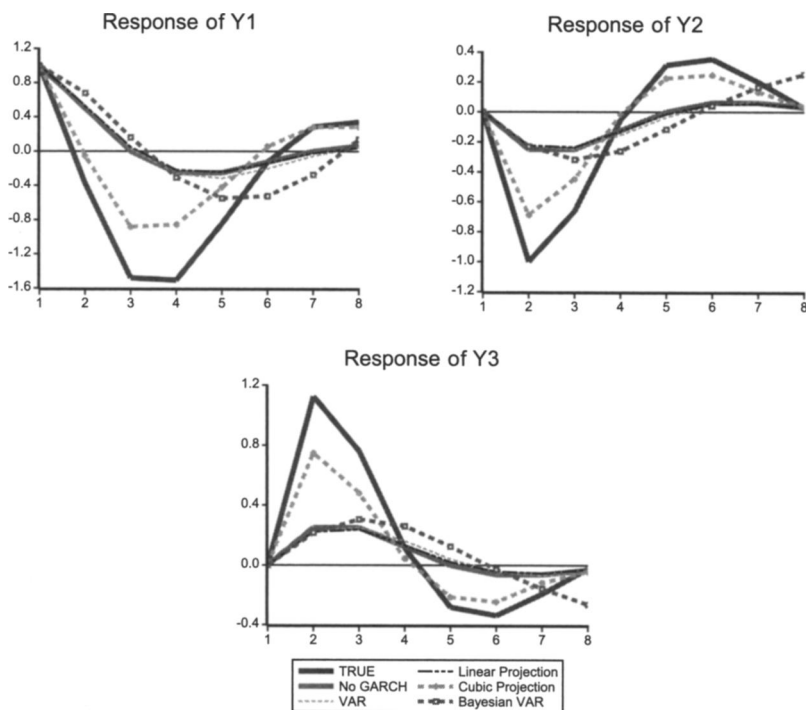 Response of Y1
1.2
0.8
0.4
0.0
-0.4
-0.8
-1.2
-1.6
1 2 3 4 5 6 7 8
Response of Y2
0.4
0.2
0.0
-0.2
-0.4
-0.6
-0.8
-1.0
-1.2
1 2 3 4 5 6 7 8
Response of Y3
1.2
0.8
0.4
0.0
-0.4
1 2 3 4 5 6 7 8
TRUE
No GARCH
VAR
Linear Projection
Cubic Projection
Bayesian VAR